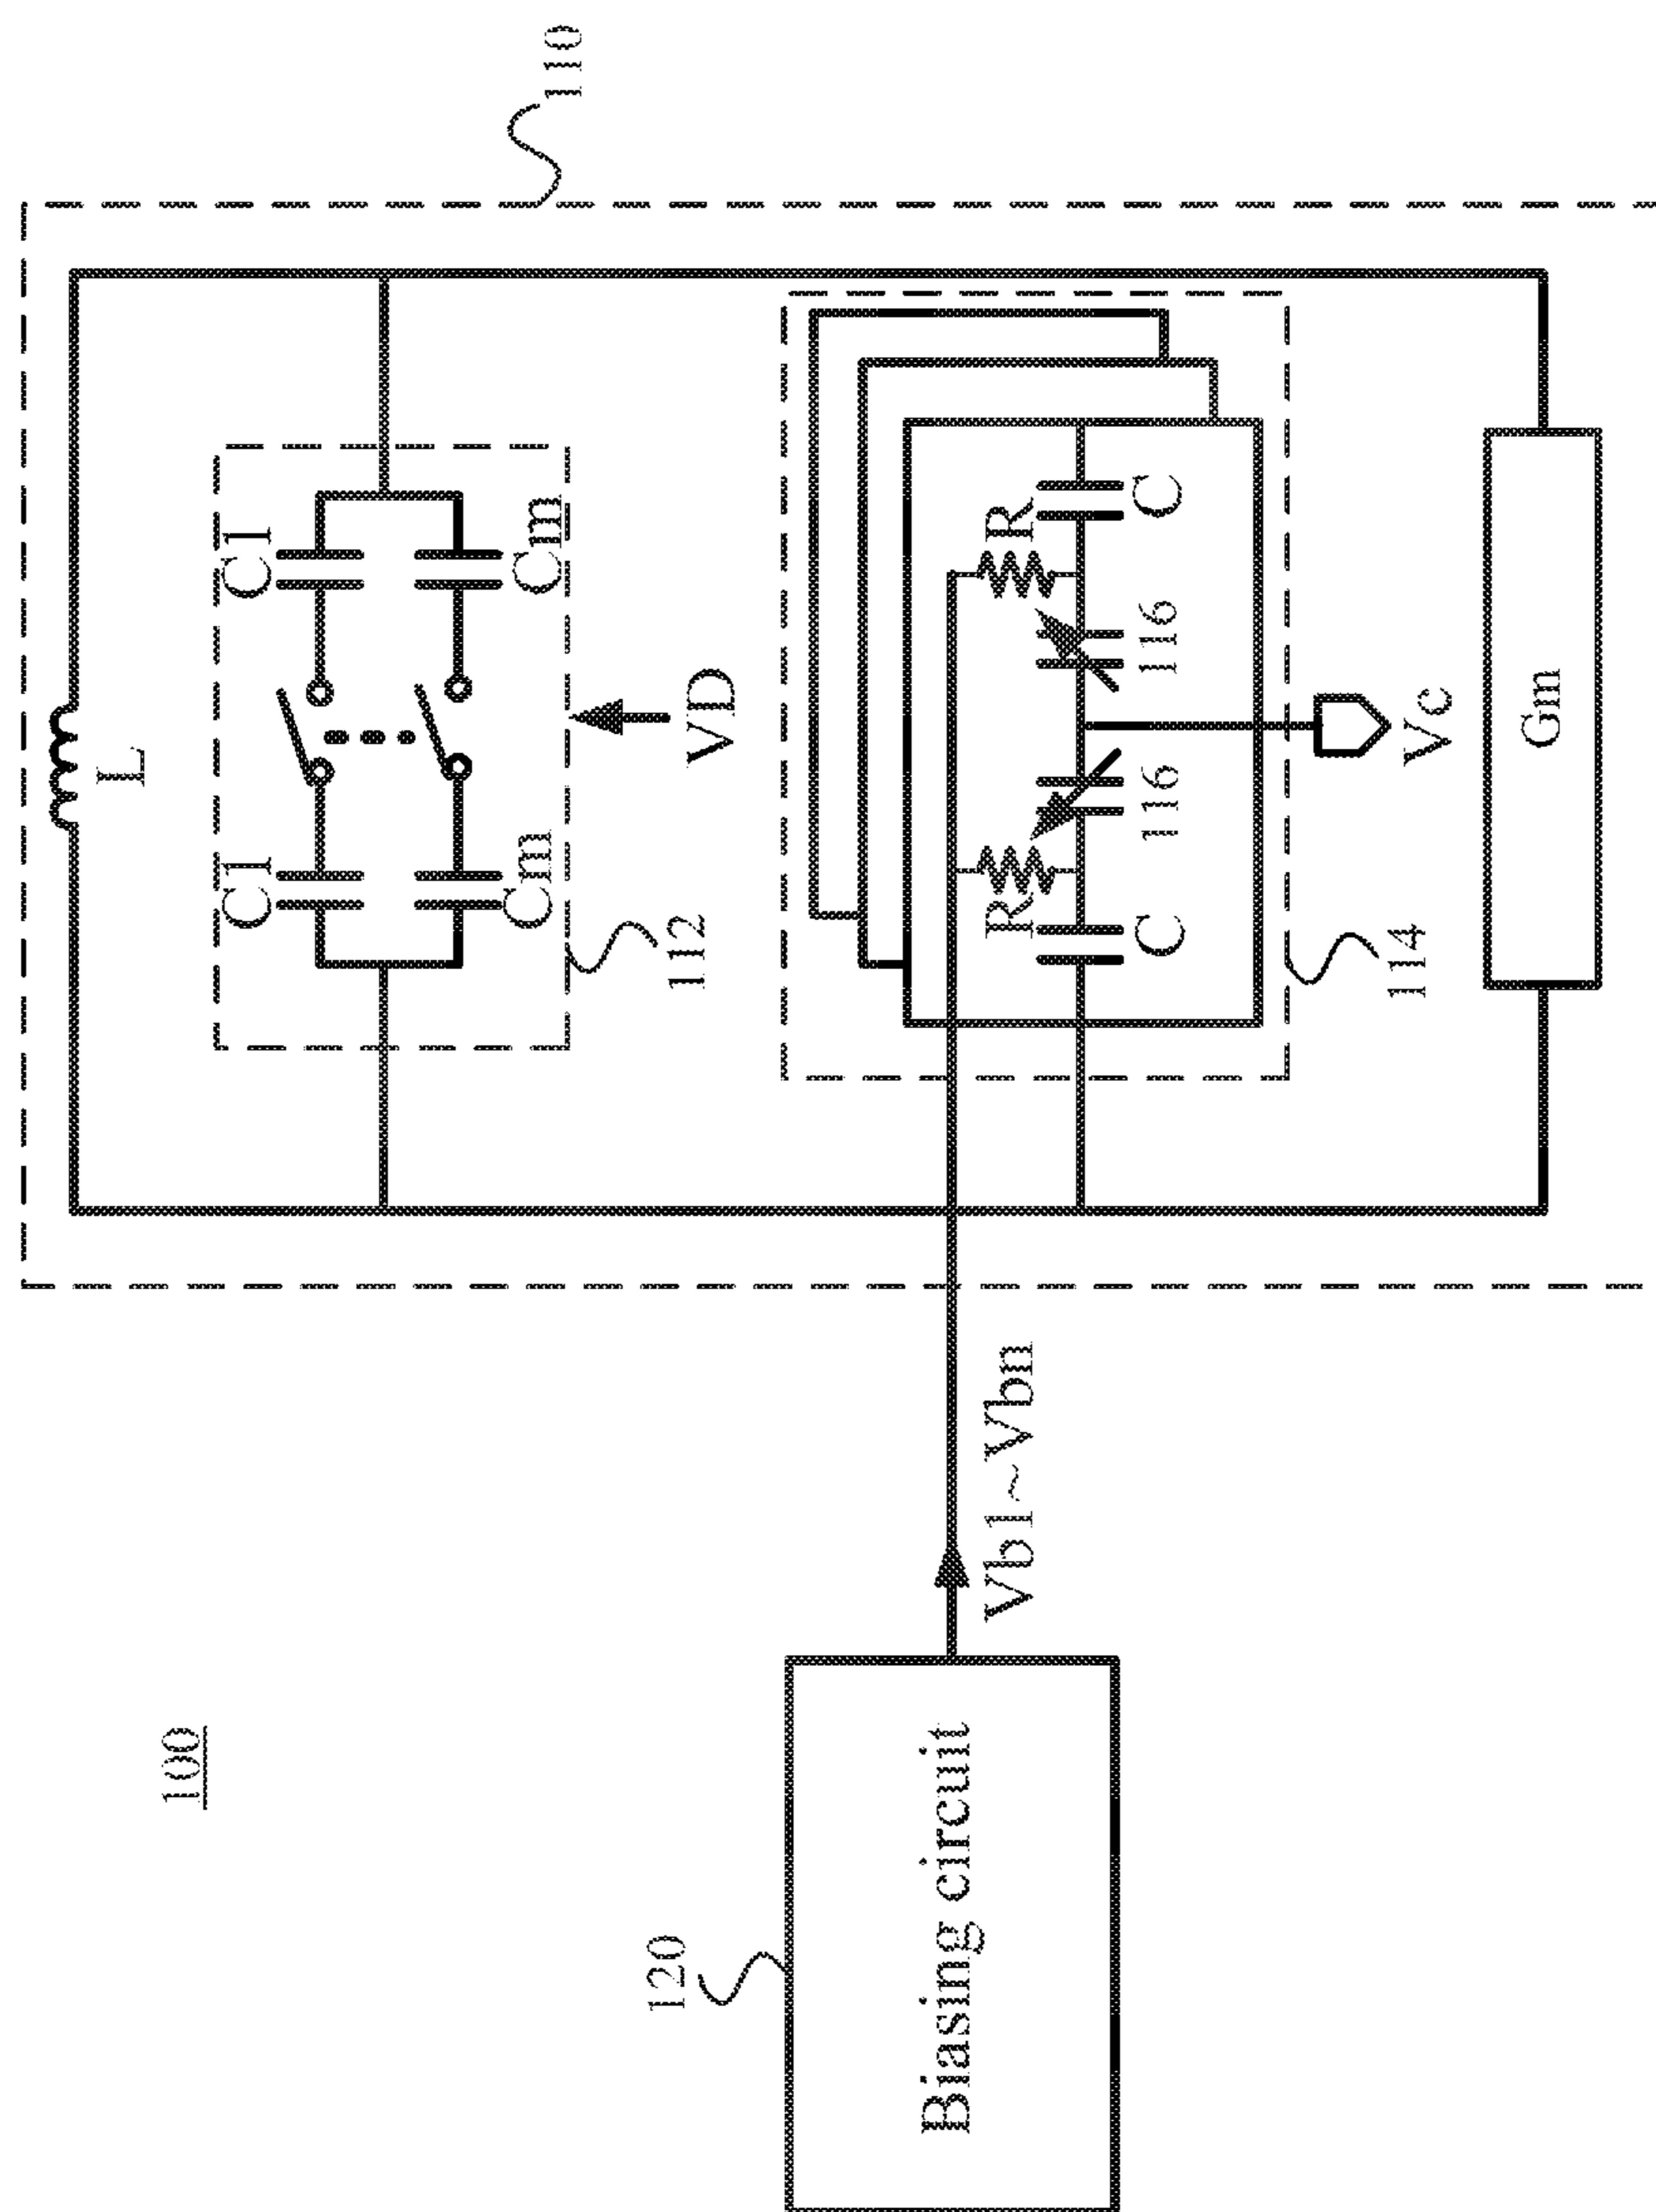 100
110
L
C1
C1
Cm
Cm
112
VD
R
R
C
116
116
C
114
Vc
Gm
Vb1~Vbn
120
Biasing circuit